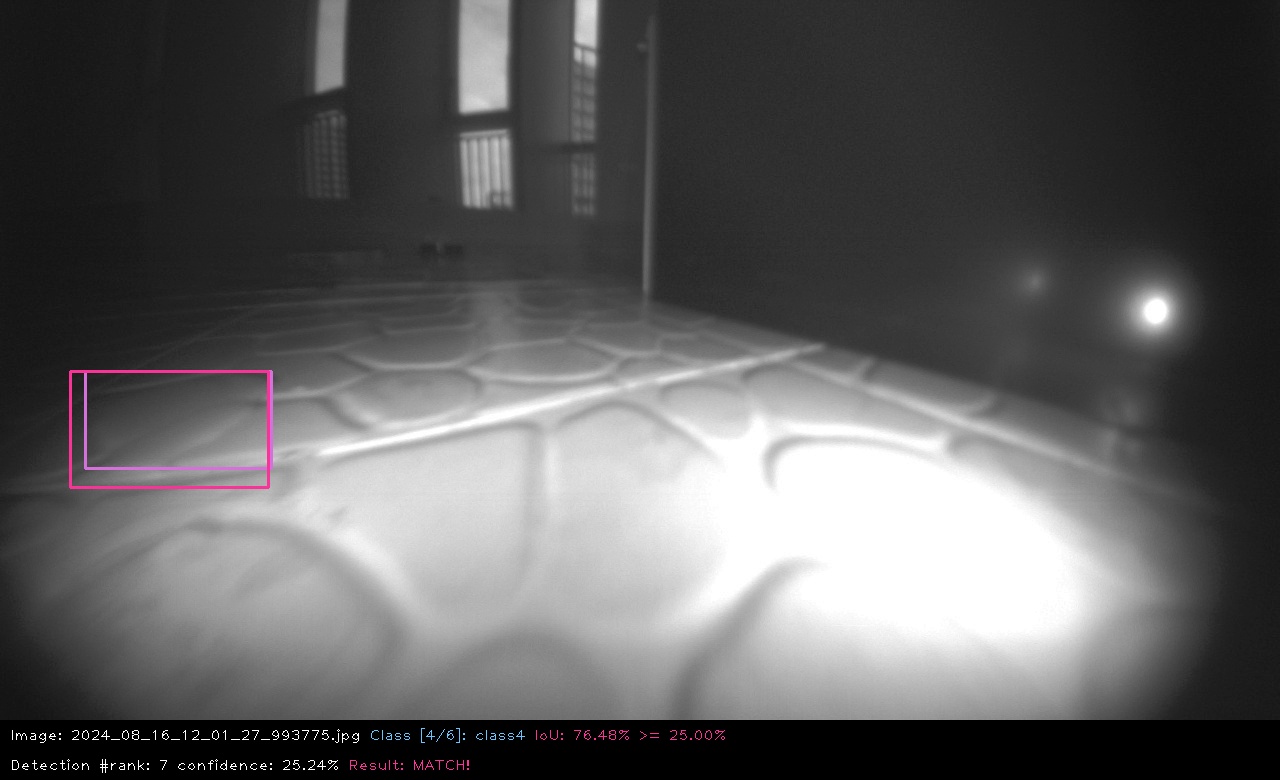 Image: 2024_08_16_12_01_27_993775.jpg Class [4/6]: class4 IoU: 76.48% >= 25.00%
Detection #rank: 7 confidence: 25.24% Result: MATCH!